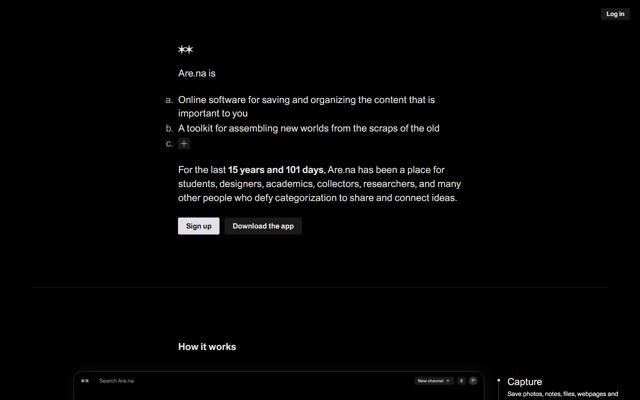 Log in
Are.na is
a. Online software for saving and organizing the content that is
important to you
b. A toolkit for assembling new worlds from the scraps of the old
c. +
For the last 15 years and 101 days, Are.na has been a place for
students, designers, academics, collectors, researchers, and many
other people who defy categorization to share and connect ideas.
Sign up
Download the app
How it works
Search Are.na
New channel +
Capture
Save photos, notes, files, webpages and